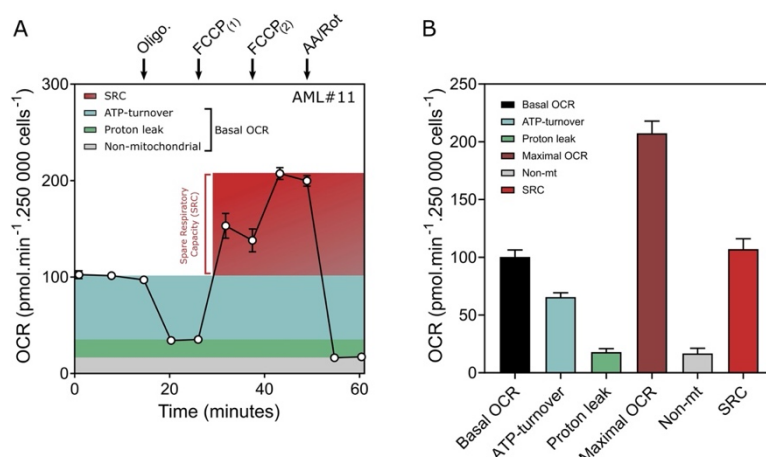 A
Oligo.
FCCP(1)
FCCP(2)
AA/Rot
300
200
100
0
OCR (pmol.min-1.250 000 cells-1)
SRC
ATP-turnover
Proton leak
Non-mitochondrial
Basal OCR
AML#11
Spare Respiratory
Capacity (SRC)
0
20
40
60
Time (minutes)
B
250
200
150
100
50
0
OCR (pmol.min-1.250 000 cells-1)
Basal OCR
ATP-turnover
Proton leak
Maximal OCR
Non-mt
SRC
Basal OCR
ATP-turnover
Proton leak
Maximal OCR
Non-mt
SRC